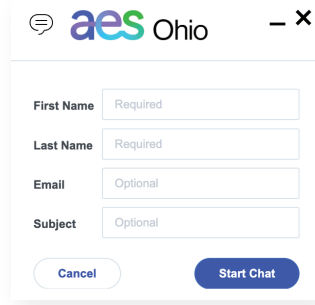 aes Ohio
First Name Required
Last Name Required
Email Optional
Subject Optional
Cancel Start Chat